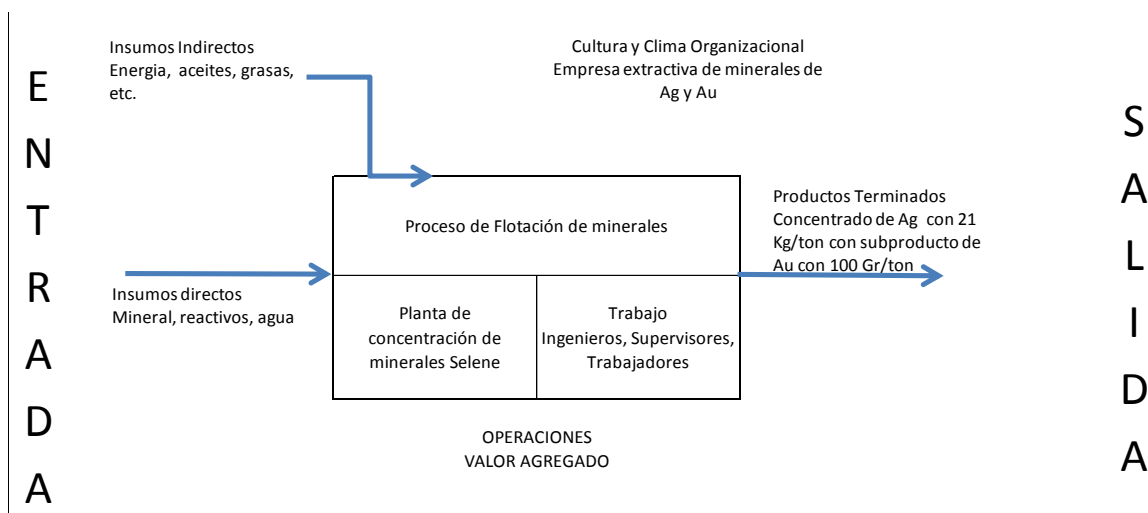 ENTRADA
Insumos Indirectos
Energia, aceites, grasas,
etc.
Cultura y Clima Organizacional
Empresa extractiva de minerales de
Ag y Au
Proceso de Flotación de minerales
Insumos directos
Mineral, reactivos, agua
Planta de
concentración de
minerales Selene
Trabajo
Ingenieros, Supervisores,
Trabajadores
Productos Terminados
Concentrado de Ag con 21
Kg/ton con subproducto de
Au con 100 Gr/ton
OPERACIONES
VALOR AGREGADO
SALIDA